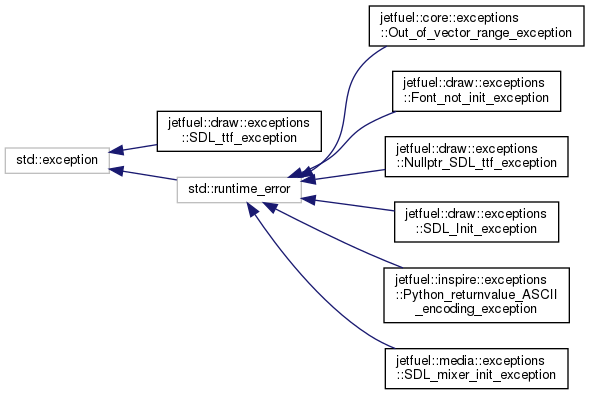 jetfuel::core::exceptions
::Out_of_vector_range_exception
jetfuel::draw::exceptions
::Font_not_init_exception
jetfuel::draw::exceptions
::SDL_ttf_exception
jetfuel::draw::exceptions
::Nullptr_SDL_ttf_exception
std::exception
std::runtime_error
jetfuel::draw::exceptions
::SDL_Init_exception
jetfuel::inspire::exceptions
::Python_returnvalue_ASCII
_encoding_exception
jetfuel::media::exceptions
::SDL_mixer_init_exception